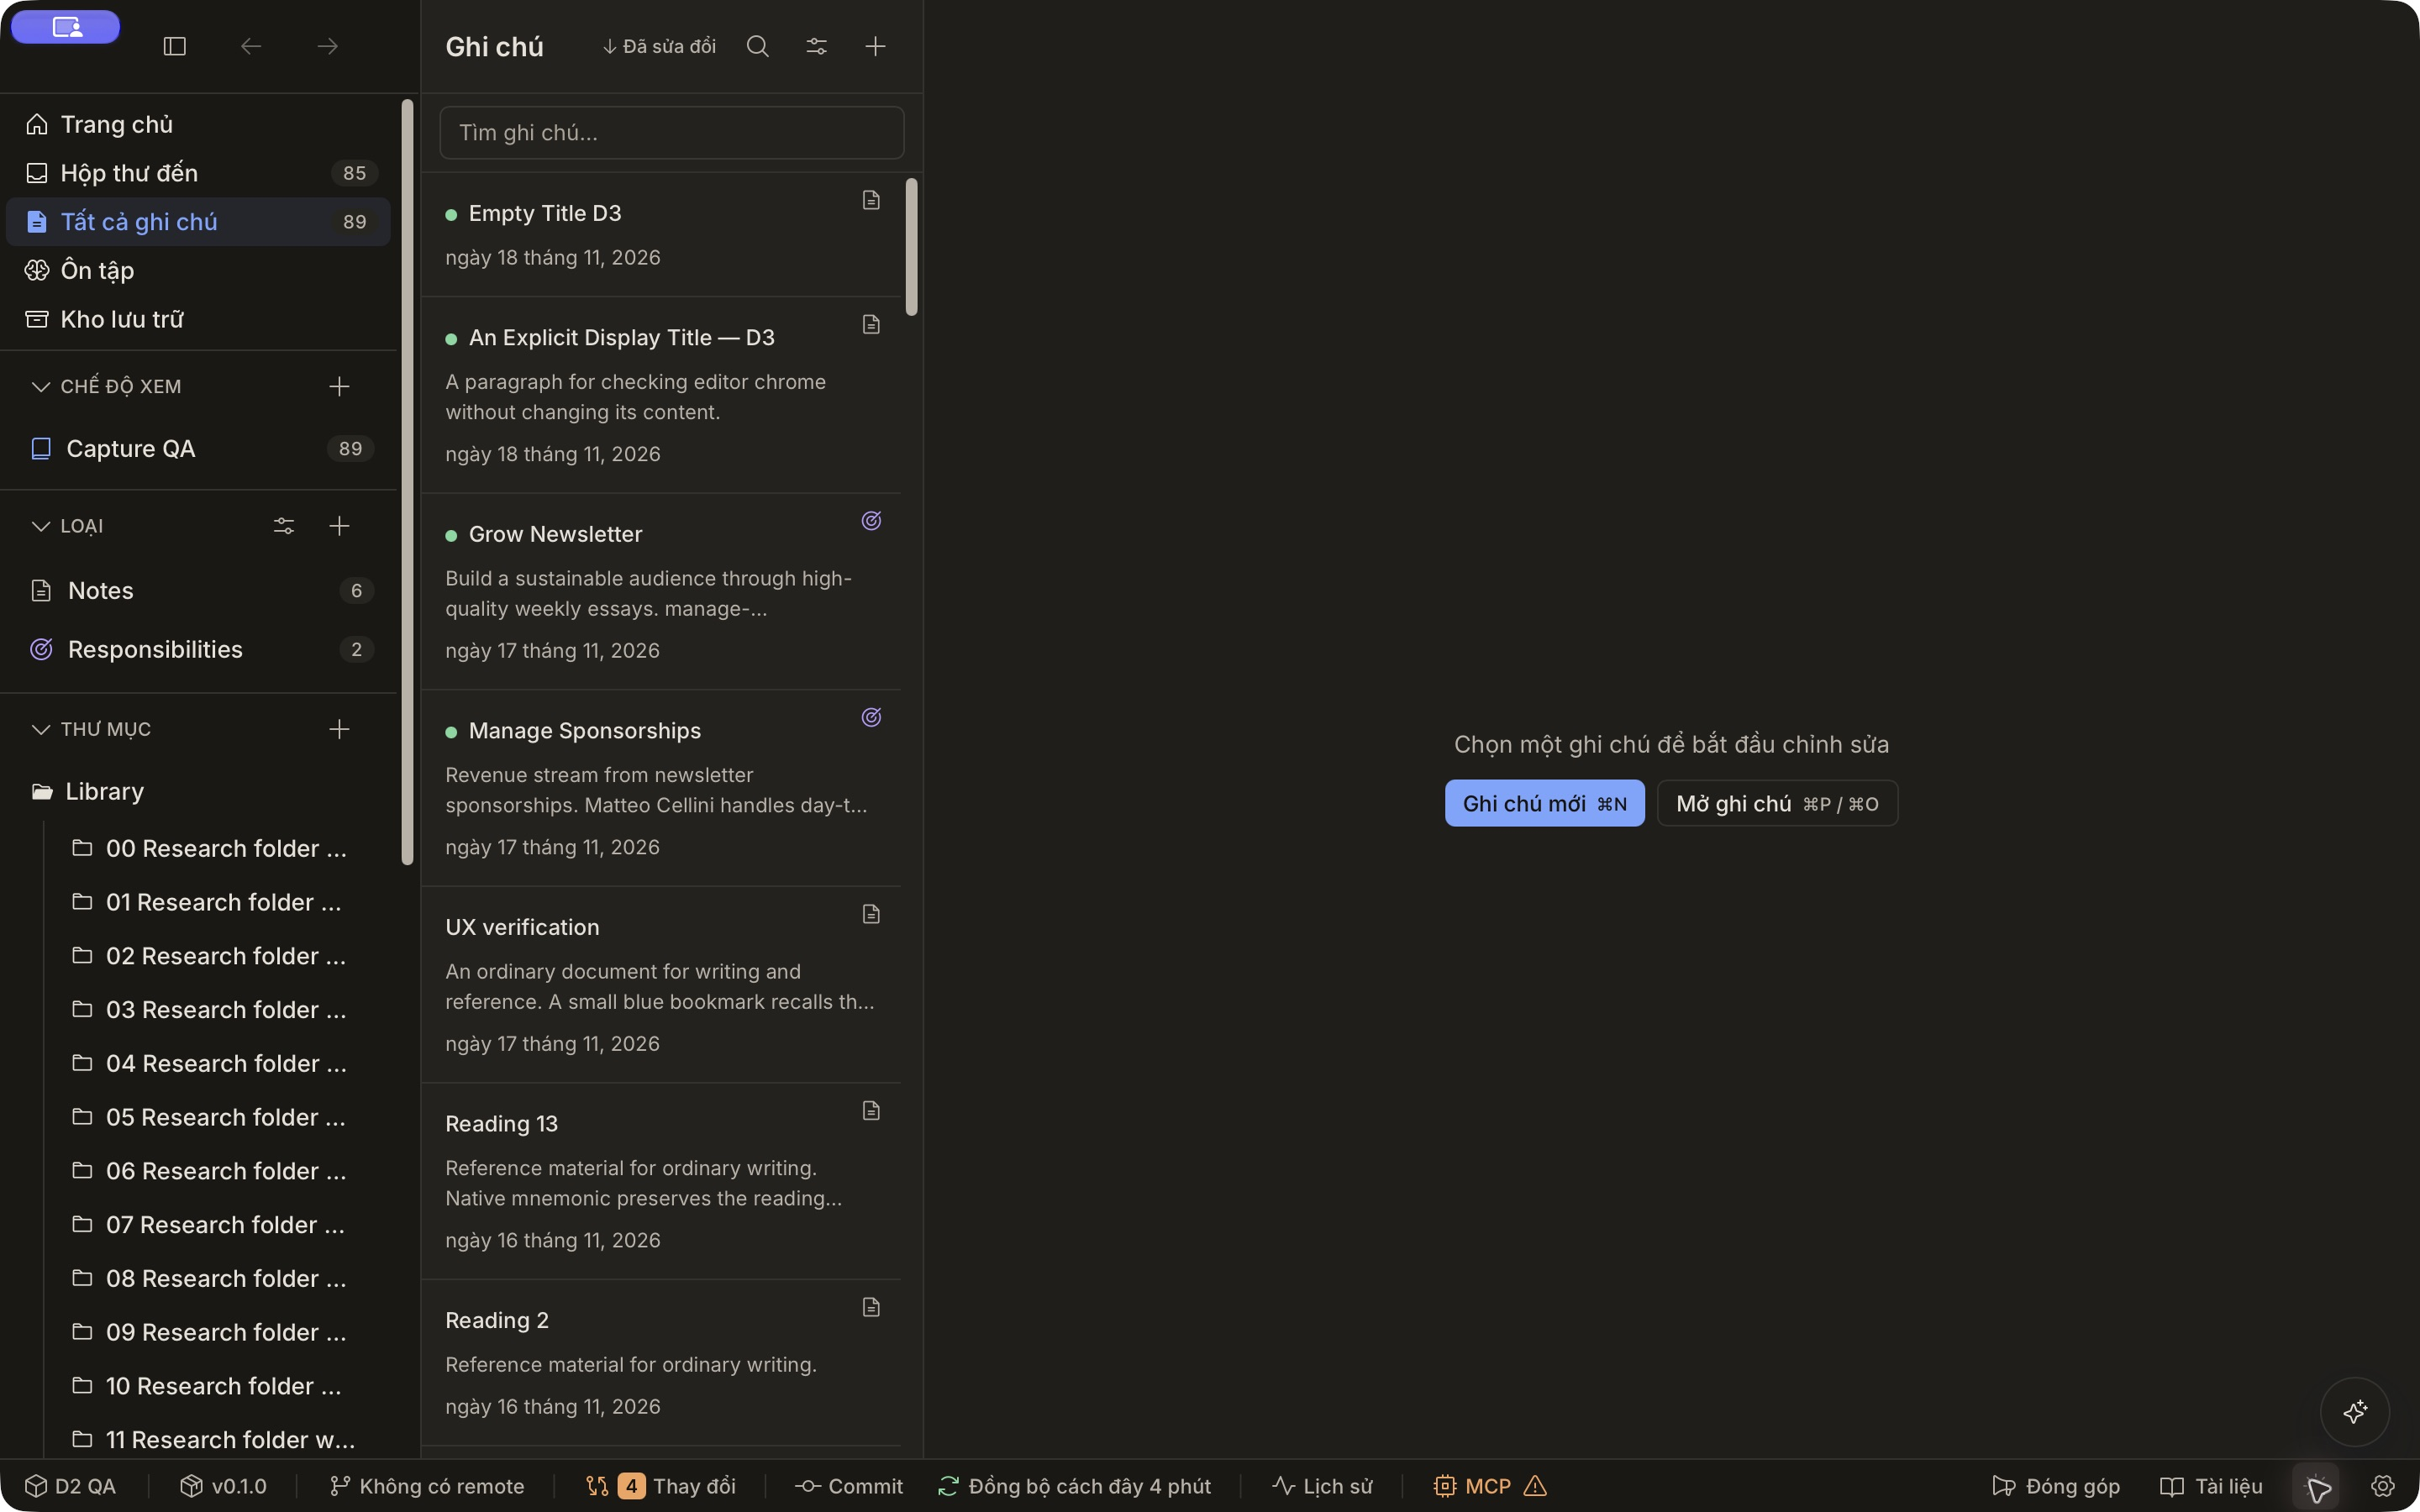 Trang chủ
Hộp thư đến 85
Tất cả ghi chú 89
Ôn tập
Kho lưu trữ
CHẾ ĐỘ XEM
Capture QA 89
LOẠI
Notes 6
Responsibilities 2
THƯ MỤC
Library
00 Research folder ...
01 Research folder ...
02 Research folder ...
03 Research folder ...
04 Research folder ...
05 Research folder ...
06 Research folder ...
07 Research folder ...
08 Research folder ...
09 Research folder ...
10 Research folder ...
11 Research folder w...
Ghi chú ↓ Đã sửa đổi
Tìm ghi chú...
Empty Title D3
ngày 18 tháng 11, 2026
An Explicit Display Title — D3
A paragraph for checking editor chrome
without changing its content.
ngày 18 tháng 11, 2026
Grow Newsletter
Build a sustainable audience through high-
quality weekly essays. manage-...
ngày 17 tháng 11, 2026
Manage Sponsorships
Revenue stream from newsletter
sponsorships. Matteo Cellini handles day-t...
ngày 17 tháng 11, 2026
UX verification
An ordinary document for writing and
reference. A small blue bookmark recalls th...
ngày 17 tháng 11, 2026
Reading 13
Reference material for ordinary writing.
Native mnemonic preserves the reading...
ngày 16 tháng 11, 2026
Reading 2
Reference material for ordinary writing.
ngày 16 tháng 11, 2026
Chọn một ghi chú để bắt đầu chỉnh sửa
Ghi chú mới ⌘N Mở ghi chú ⌘P / ⌘O
D2 QA v0.1.0 Không có remote 4 Thay đổi Commit Đồng bộ cách đây 4 phút Lịch sử MCP Đóng góp Tài liệu